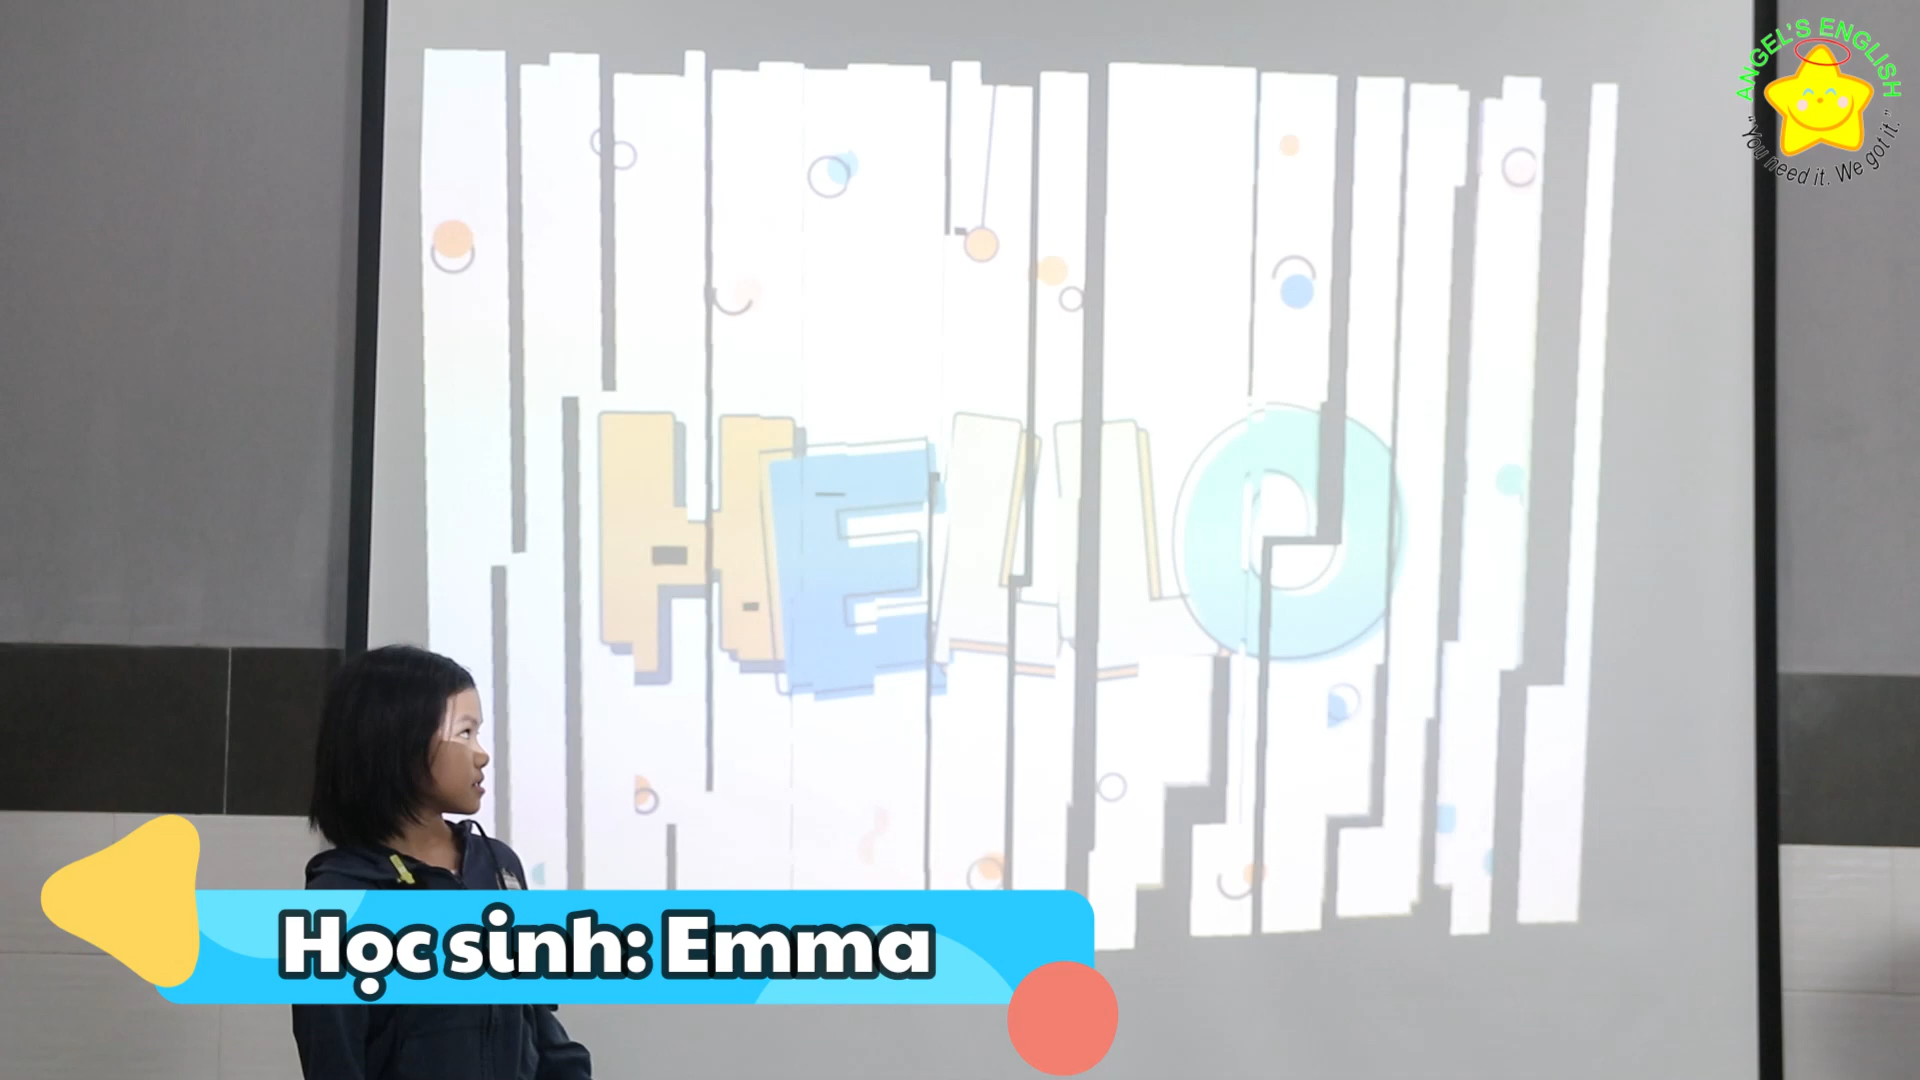 ANGEL'S ENGLISH
"You need it. We got it."
HELLO
Học sinh: Emma